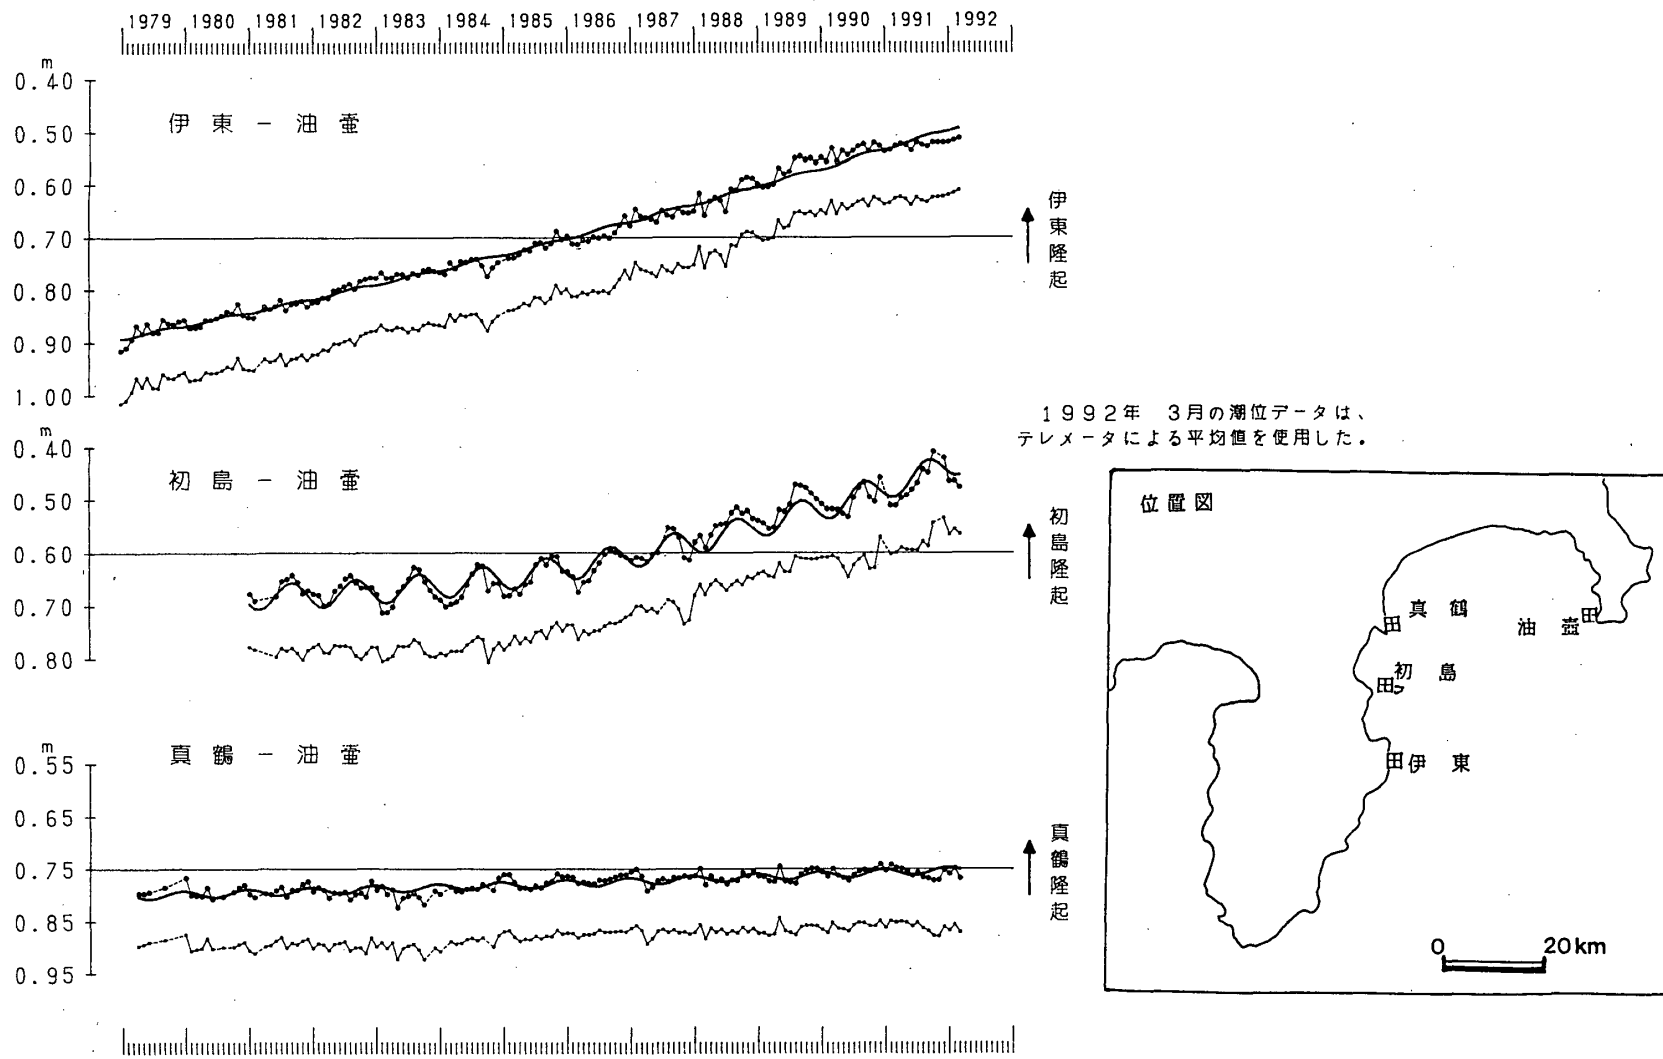 1979 1980 1981 1982 1983 1984 1985 1986 1987 1988 1989 1990 1991 1992
m
0.40
伊東－油壷
0.50
0.60
0.70
0.80
0.90
1.00
伊東隆起
1992年 3月の潮位データは、
テレメータによる平均値を使用した.
m
0.40
初島－油壷
0.50
0.60
0.70
0.80
初島隆起
m
0.55
真鶴－油壷
0.65
0.75
0.85
0.95
真鶴隆起
位置図
真鶴
油壺
初島
伊東
0 20km